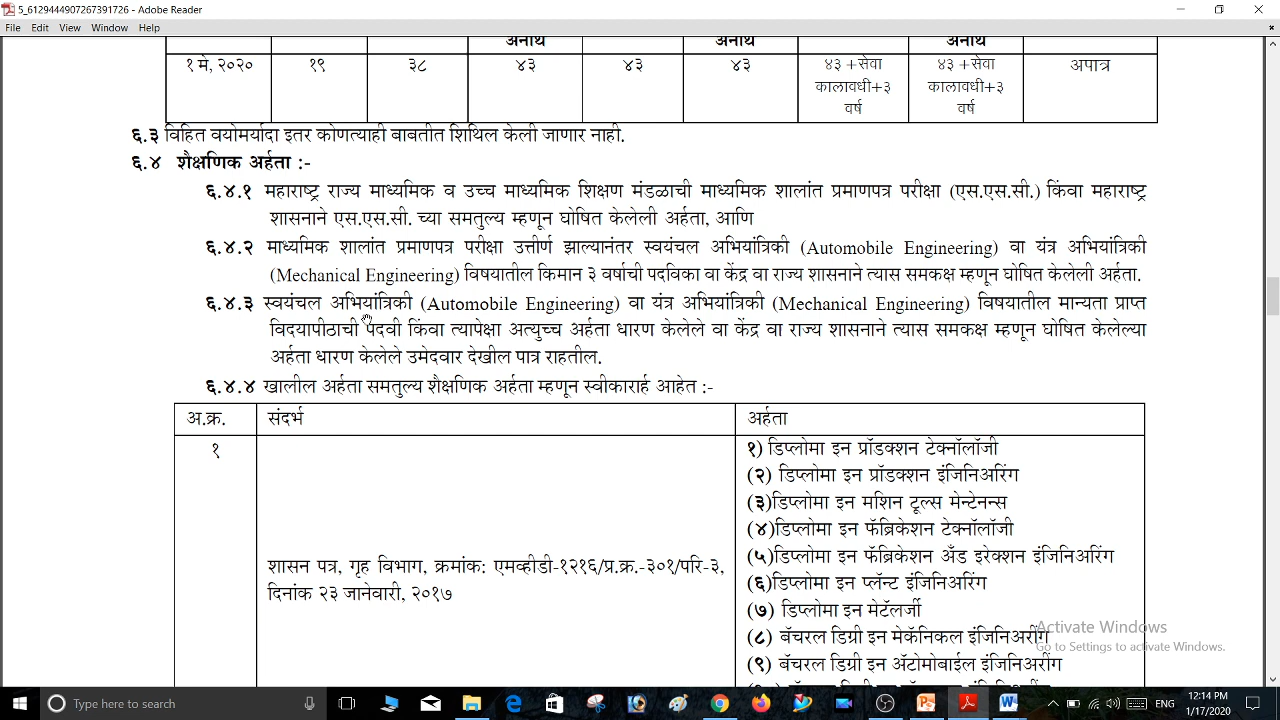 5_6129444907267391726 - Adobe Reader
File Edit View Window Help
अनाथ अनाथ अनाथ
१ मे, २०२० १९ ३८ ४३ ४३ ४३ ४३ +सेवा ४३ +सेवा अपात्र
कालावधी+३ कालावधी+३
वर्ष वर्ष
६.३ विहित वयोमर्यादा इतर कोणत्याही बाबतीत शिथिल केली जाणार नाही.
६.४ शैक्षणिक अर्हता :-
६.४.१ महाराष्ट्र राज्य माध्यमिक व उच्च माध्यमिक शिक्षण मंडळाची माध्यमिक शालांत प्रमाणपत्र परीक्षा (एस.एस.सी.) किंवा महाराष्ट्र
शासनाने एस.एस.सी. च्या समतुल्य म्हणून घोषित केलेली अर्हता, आणि
६.४.२ माध्यमिक शालांत प्रमाणपत्र परीक्षा उत्तीर्ण झाल्यानंतर स्वयंचल अभियांत्रिकी (Automobile Engineering) वा यंत्र अभियांत्रिकी
(Mechanical Engineering) विषयातील किमान ३ वर्षाची पदविका वा केंद्र वा राज्य शासनाने त्यास समकक्ष म्हणून घोषित केलेली अर्हता.
६.४.३ स्वयंचल अभियांत्रिकी (Automobile Engineering) वा यंत्र अभियांत्रिकी (Mechanical Engineering) विषयातील मान्यता प्राप्त
विदयापीठाची पदवी किंवा त्यापेक्षा अत्युच्च अर्हता धारण केलेले वा केंद्र वा राज्य शासनाने त्यास समकक्ष म्हणून घोषित केलेल्या
अर्हता धारण केलेले उमेदवार देखील पात्र राहतील.
६.४.४ खालील अर्हता समतुल्य शैक्षणिक अर्हता म्हणून स्वीकारार्ह आहेत :-
अ.क्र. संदर्भ अर्हता
१ १) डिप्लोमा इन प्रॉडक्शन टेक्नॉलॉजी
(२) डिप्लोमा इन प्रॉडक्शन इंजिनिअरिंग
(३)डिप्लोमा इन मशिन टूल्स मेन्टेनन्स
(४)डिप्लोमा इन फॅब्रिकेशन टेक्नॉलॉजी
(५)डिप्लोमा इन फॅब्रिकेशन अँड इरेक्शन इंजिनिअरिंग
शासन पत्र, गृह विभाग, क्रमांक: एमव्हीडी-१२१६/प्र.क्र.-३०१/परि-३,
(६)डिप्लोमा इन प्लॅन्ट इंजिनिअरिंग
दिनांक २३ जानेवारी, २०१७
(७) डिप्लोमा इन मेटॅलर्जी
(८) बॅचरल डिग्री इन मेकॅनिकल इंजिनिअरींग
(९) बॅचरल डिग्री इन ॲटोमोबाईल इंजिनिअरींग
Activate Windows
Go to Settings to activate Windows.
Type here to search
ENG
12:14 PM
1/17/2020